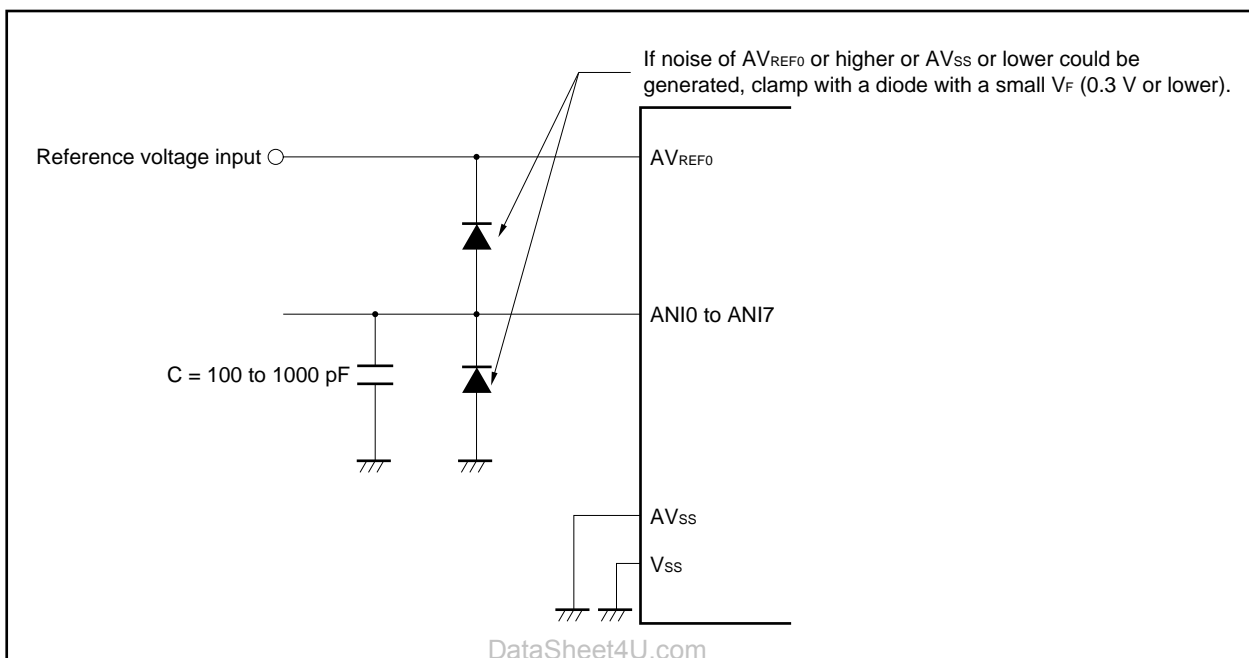 If noise of AVREF0 or higher or AVSS or lower could be
generated, clamp with a diode with a small VF (0.3 V or lower).
Reference voltage input
AVREF0
ANI0 to ANI7
C = 100 to 1000 pF
AVSS
VSS
DataSheet4U.com